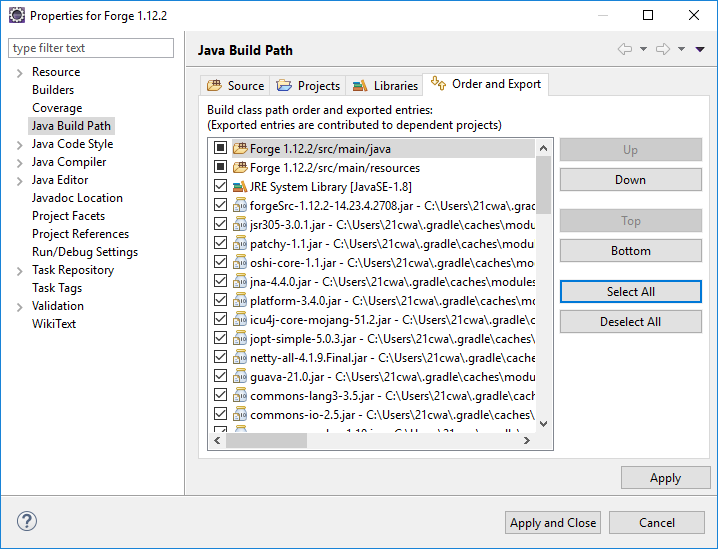 Properties for Forge 1.12.2
type filter text
Resource
Builders
Coverage
Java Build Path
Java Code Style
Java Compiler
Java Editor
Javadoc Location
Project Facets
Project References
Run/Debug Settings
Task Repository
Task Tags
Validation
WikiText
Java Build Path
Source
Projects
Libraries
Order and Export
Build class path order and exported entries:
(Exported entries are contributed to dependent projects)
Forge 1.12.2/src/main/java
Forge 1.12.2/src/main/resources
JRE System Library [JavaSE-1.8]
forgeSrc-1.12.2-14.23.4.2708.jar - C:\Users\21cwa\.grad
jsr305-3.0.1.jar - C:\Users\21cwa\.gradle\caches\modu
patchy-1.1.jar - C:\Users\21cwa\.gradle\caches\module
oshi-core-1.1.jar - C:\Users\21cwa\.gradle\caches\mod
jna-4.4.0.jar - C:\Users\21cwa\.gradle\caches\modules
platform-3.4.0.jar - C:\Users\21cwa\.gradle\caches\mo
icu4j-core-mojang-51.2.jar - C:\Users\21cwa\.gradle\c
jopt-simple-5.0.3.jar - C:\Users\21cwa\.gradle\caches
netty-all-4.1.9.Final.jar - C:\Users\21cwa\.gradle\cache
guava-21.0.jar - C:\Users\21cwa\.gradle\caches\modu
commons-lang3-3.5.jar - C:\Users\21cwa\.gradle\cach
commons-io-2.5.jar - C:\Users\21cwa\.gradle\caches\
Up
Down
Top
Bottom
Select All
Deselect All
Apply
Apply and Close
Cancel